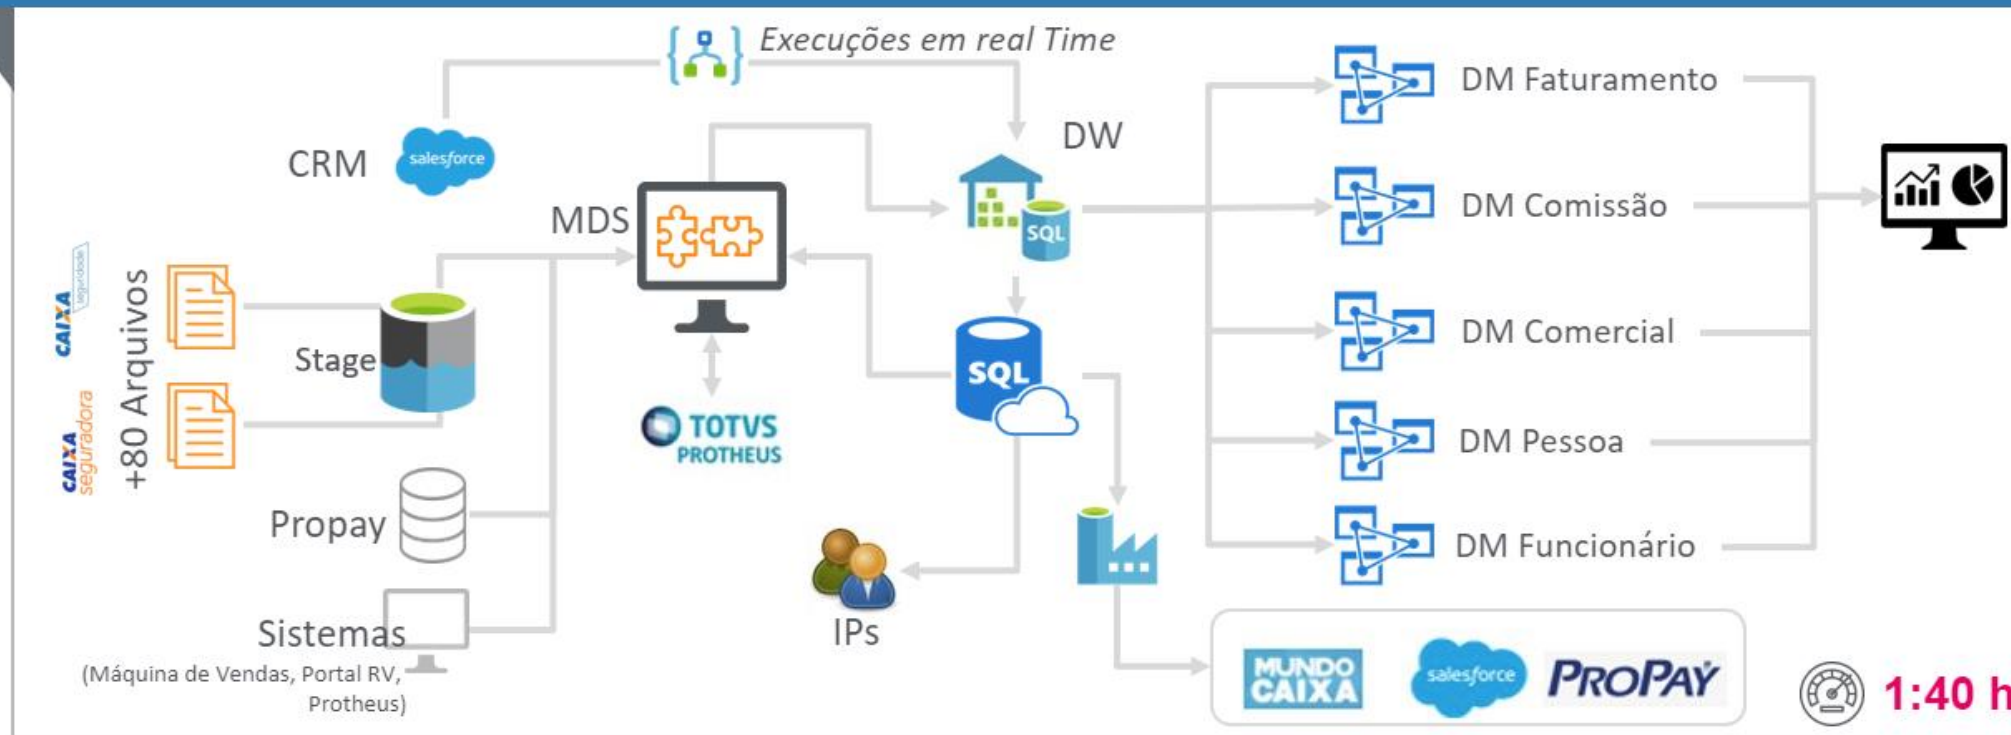 Execuções em real Time
CRM
salesforce
DW
MDS
SQL
CAIXA
seguridade
CAIXA
seguradora
+80 Arquivos
Stage
TOTVS
PROTHEUS
SQL
Propay
IPs
Sistemas
(Máquina de Vendas, Portal RV,
Protheus)
DM Faturamento
DM Comissão
DM Comercial
DM Pessoa
DM Funcionário
MUNDO
CAIXA
salesforce
PROPAY
1:40 h